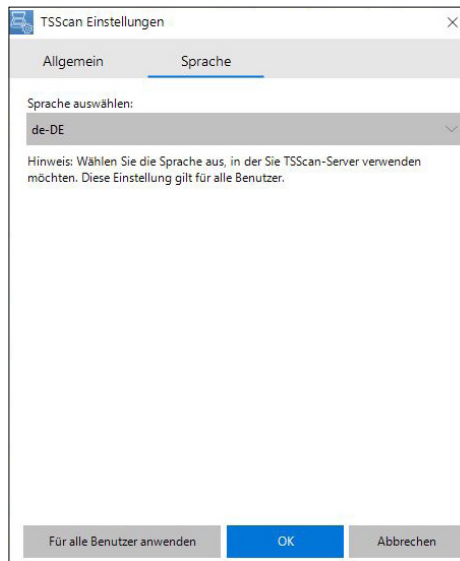 TSScan Einstellungen
Allgemein
Sprache
Sprache auswählen:
de-DE
Hinweis: Wählen Sie die Sprache aus, in der Sie TSScan-Server verwenden
möchten. Diese Einstellung gilt für alle Benutzer.
Für alle Benutzer anwenden
OK
Abbrechen